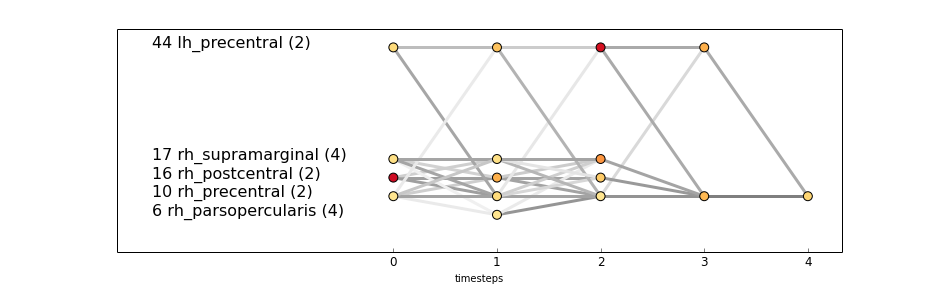 44 lh_precentral (2)
17 rh_supramarginal (4)
16 rh_postcentral (2)
10 rh_precentral (2)
6 rh_parsopercularis (4)
0 1 2 3 4
timesteps